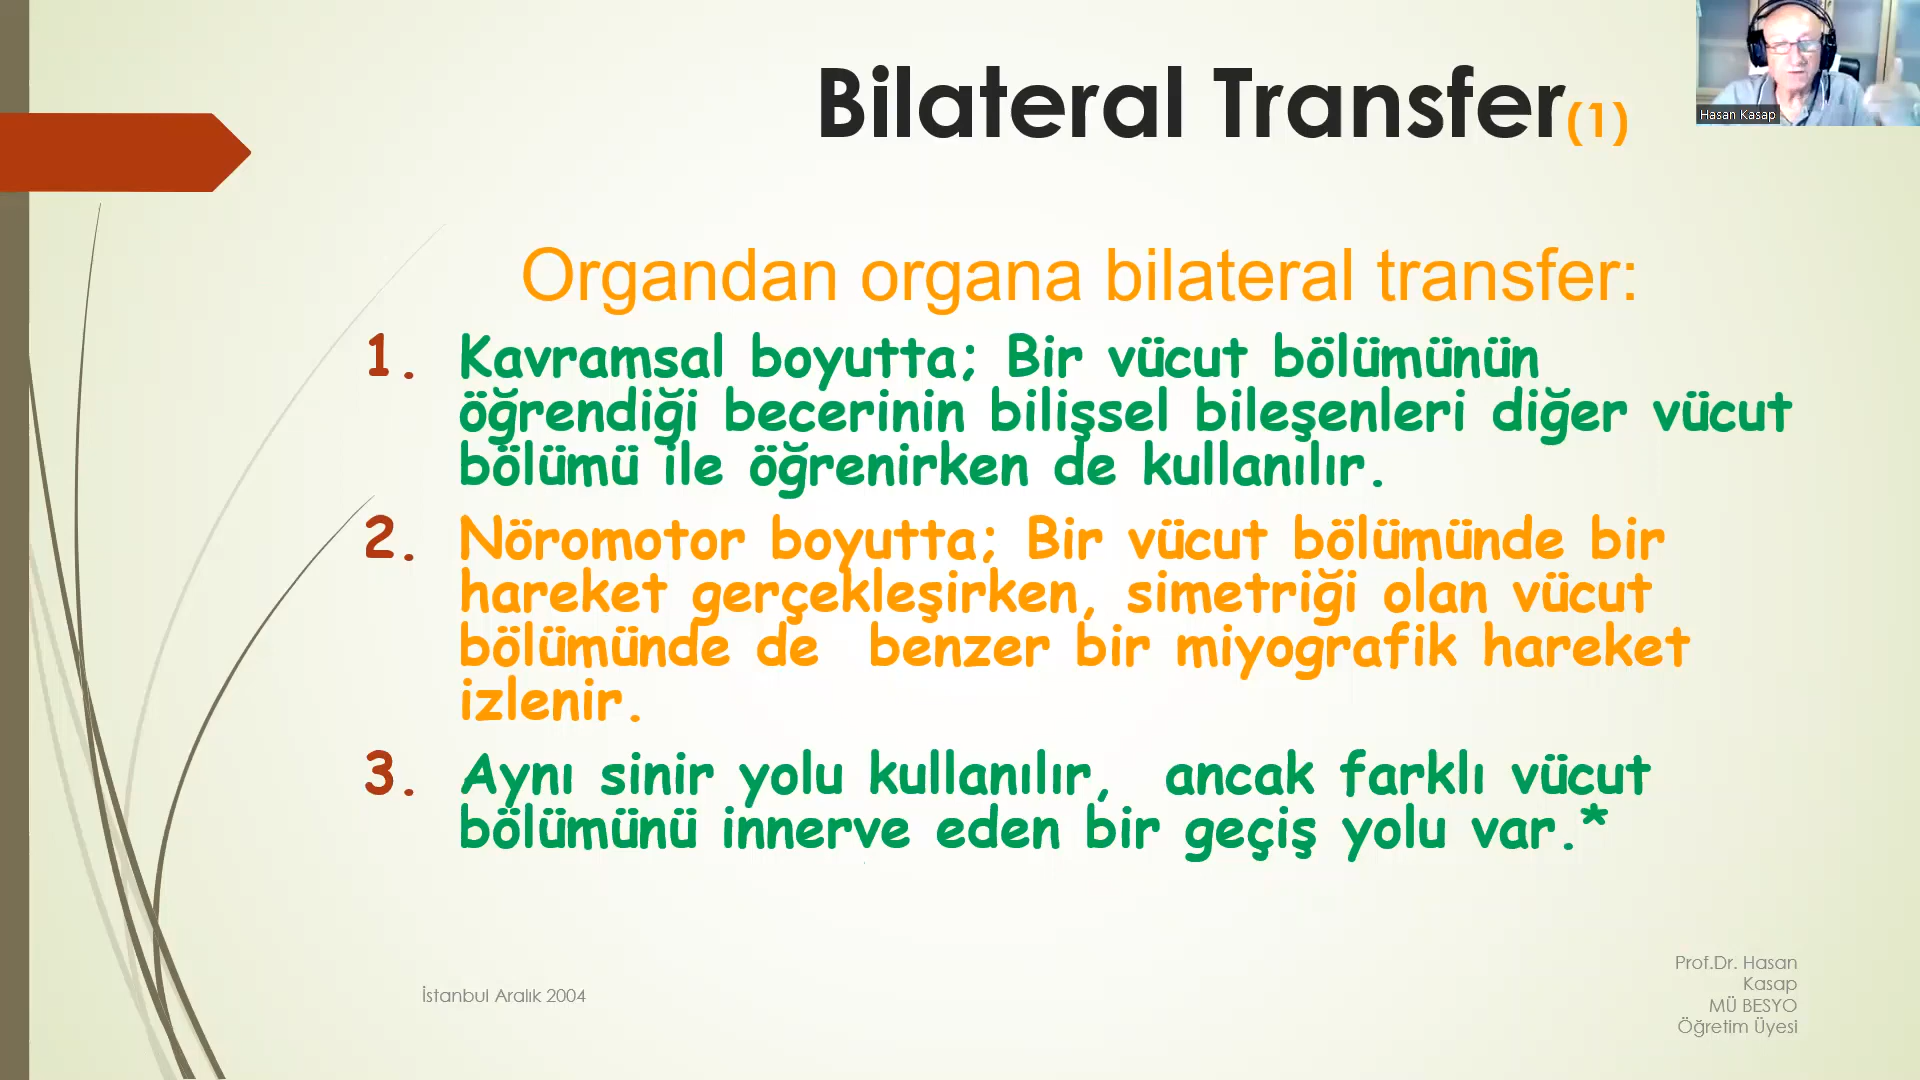 Bilateral Transfer(1)
Hasan Kasap
Organdan organa bilateral transfer:
1. Kavramsal boyutta; Bir vücut bölümünün
öğrendiği becerinin bilişsel bileşenleri diğer vücut
bölümü ile öğrenirken de kullanılır.
2. Nöromotor boyutta; Bir vücut bölümünde bir
hareket gerçekleşirken, simetriği olan vücut
bölümünde de benzer bir miyografik hareket
izlenir.
3. Aynı sinir yolu kullanılır, ancak farklı vücut
bölümünü innerve eden bir geçiş yolu var.*
İstanbul Aralık 2004
Prof.Dr. Hasan
Kasap
MÜ BESYO
Öğretim Üyesi